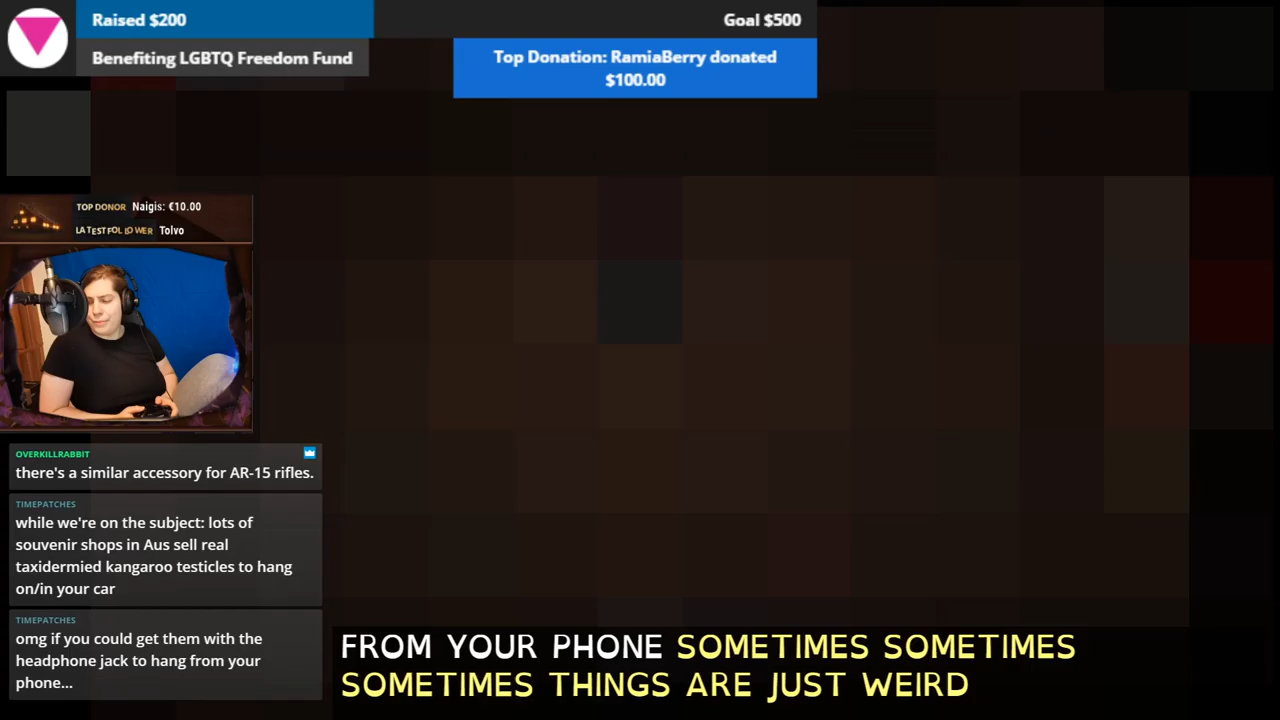 Raised $200 Goal $500
Benefiting LGBTQ Freedom Fund
Top Donation: RamiaBerry donated
$100.00
TOP DONOR Naigis: €10.00
LATEST FOLLOWER Tolvo
OVERKILLRABBIT
there's a similar accessory for AR-15 rifles.
TIMEPATCHES
while we're on the subject: lots of
souvenir shops in Aus sell real
taxidermied kangaroo testicles to hang
on/in your car
TIMEPATCHES
omg if you could get them with the
headphone jack to hang from your
phone...
FROM YOUR PHONE SOMETIMES SOMETIMES
SOMETIMES THINGS ARE JUST WEIRD